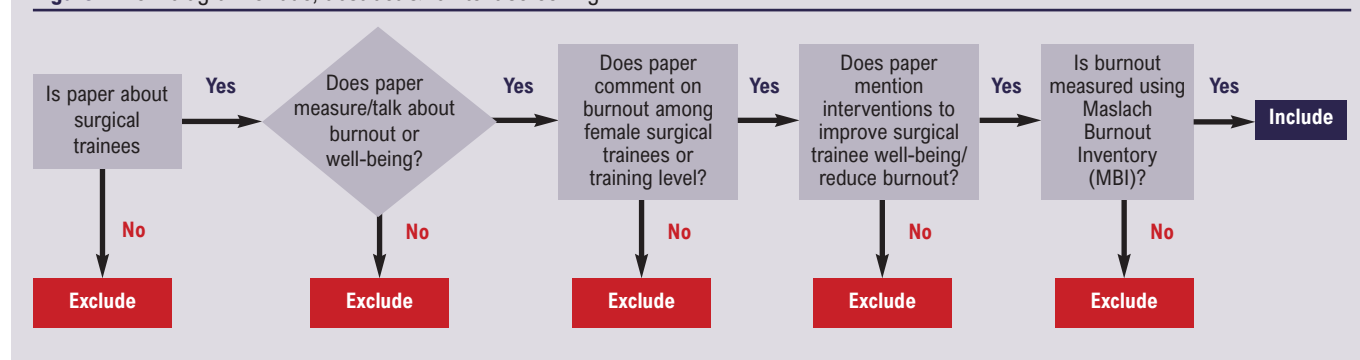 Is paper about
surgical
trainees
Yes
Does paper
measure/talk about
burnout or
well-being?
Yes
Does paper
comment on
burnout among
female surgical
trainees or
training level?
Yes
Does paper
mention
interventions to
improve surgical
trainee well-being/
reduce burnout?
Yes
Is burnout
measured using
Maslach
Burnout
Inventory
(MBI)?
Yes
Include
No
No
No
No
No
Exclude
Exclude
Exclude
Exclude
Exclude